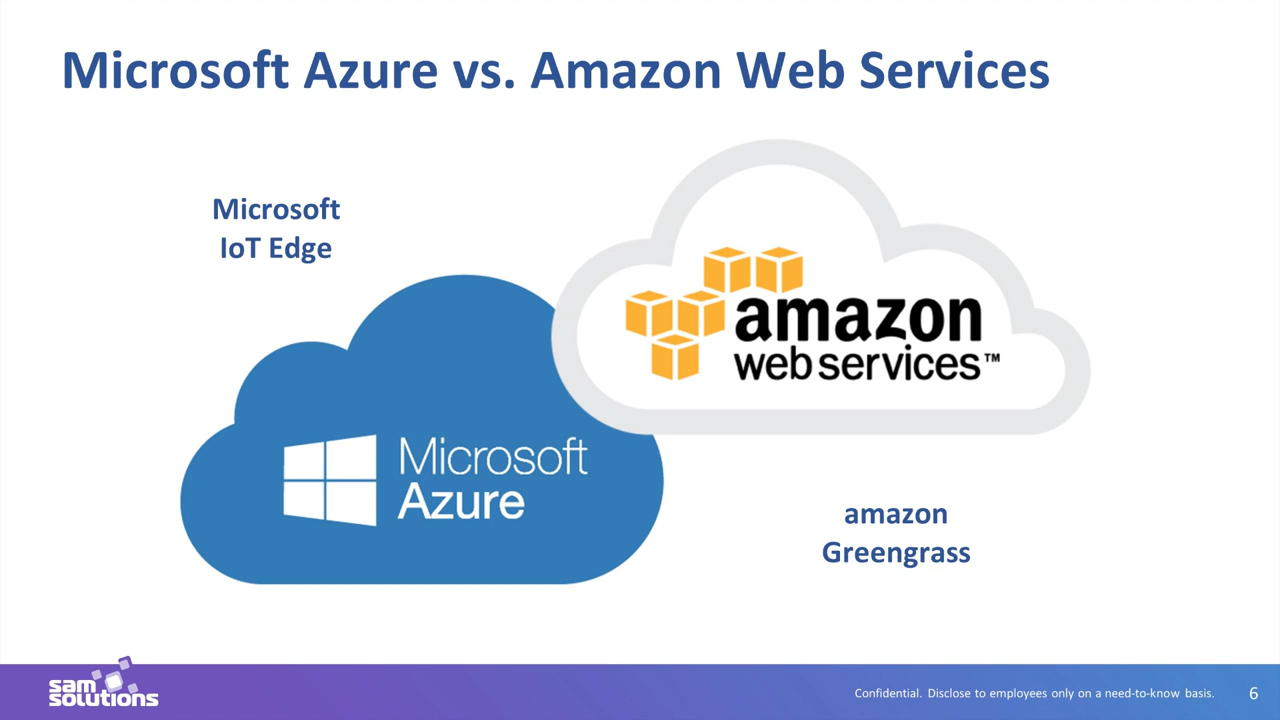 Microsoft Azure vs. Amazon Web Services
Microsoft
IoT Edge
amazon
web services™
Microsoft
Azure
amazon
Greengrass
sam
solutions
Confidential. Disclose to employees only on a need-to-know basis.
6